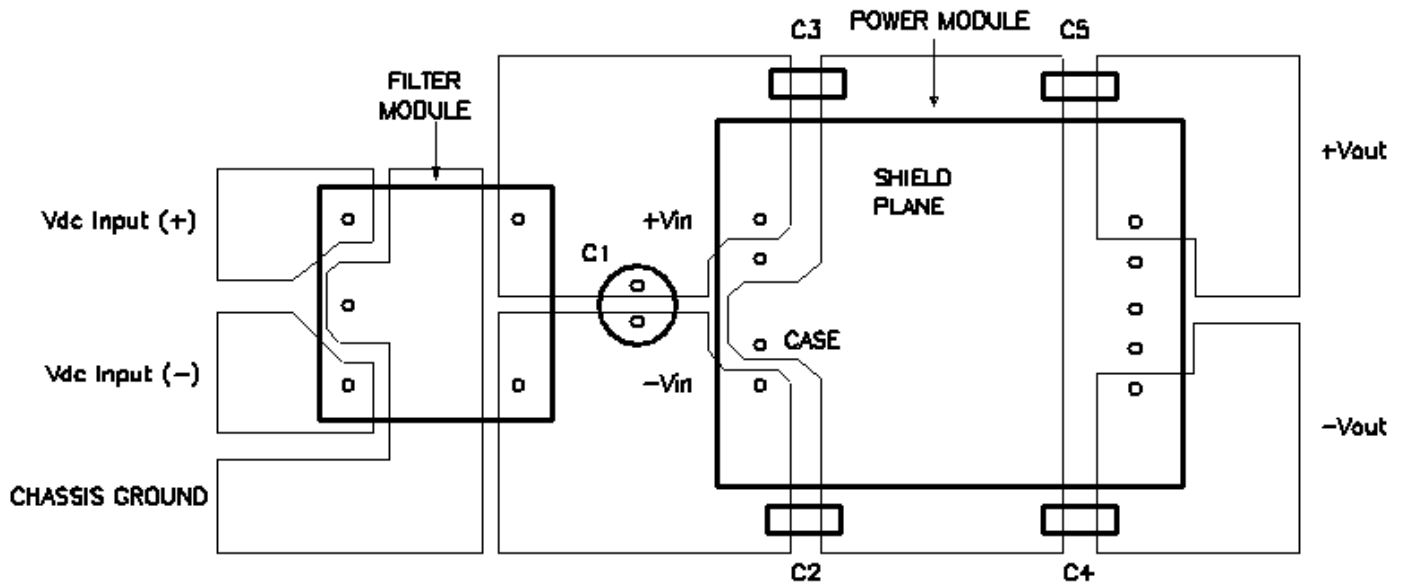 C3
POWER MODULE
C5
FILTER
MODULE
+Vout
SHIELD
PLANE
Vdc Input (+)
+Vin
C1
CASE
Vdc Input (-)
-Vin
-Vout
CHASSIS GROUND
C2
C4